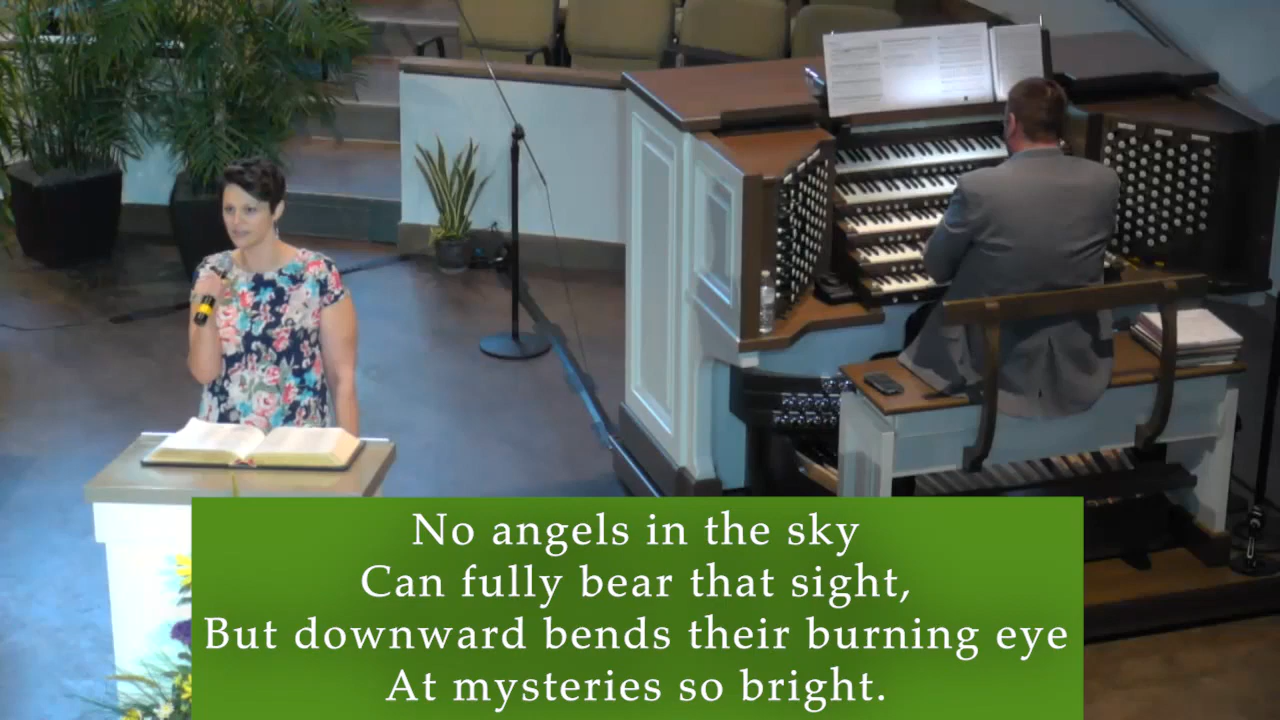 No angels in the sky
Can fully bear that sight,
But downward bends their burning eye
At mysteries so bright.